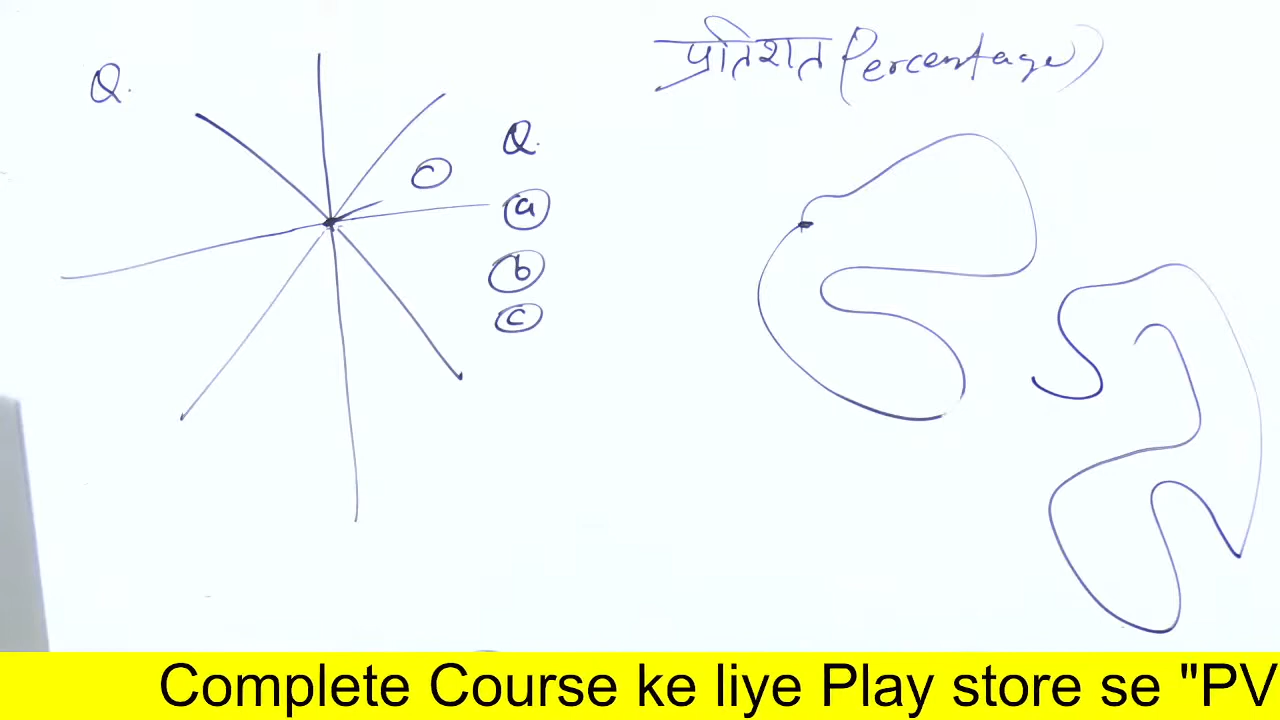 प्रतिशत (Percentage)
Q.
Q.
a
b
c
Complete Course ke liye Play store se "PV